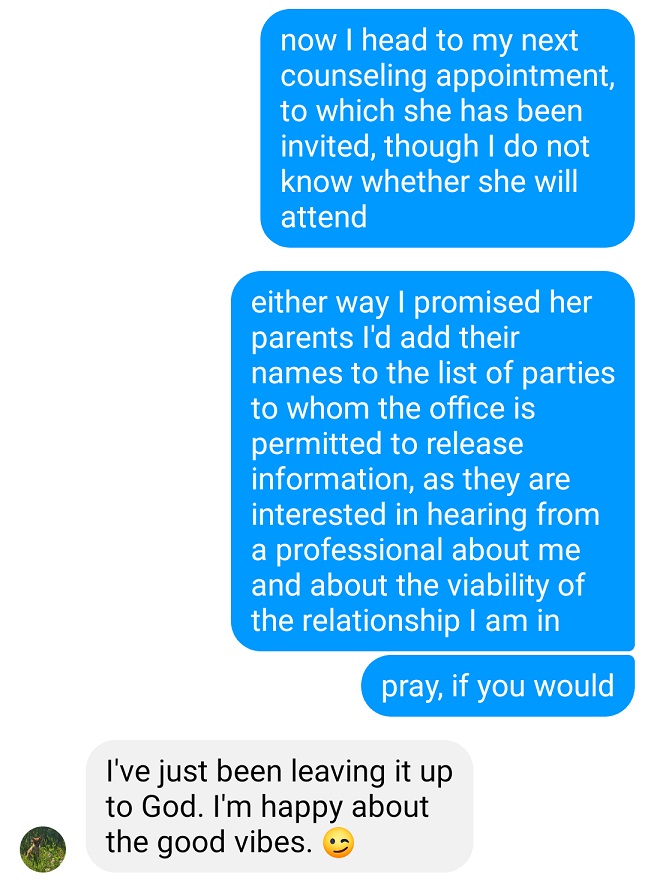 now I head to my next
counseling appointment,
to which she has been
invited, though I do not
know whether she will
attend
either way I promised her
parents I'd add their
names to the list of parties
to whom the office is
permitted to release
information, as they are
interested in hearing from
a professional about me
and about the viability of
the relationship I am in
pray, if you would
I've just been leaving it up
to God. I'm happy about
the good vibes. 😉